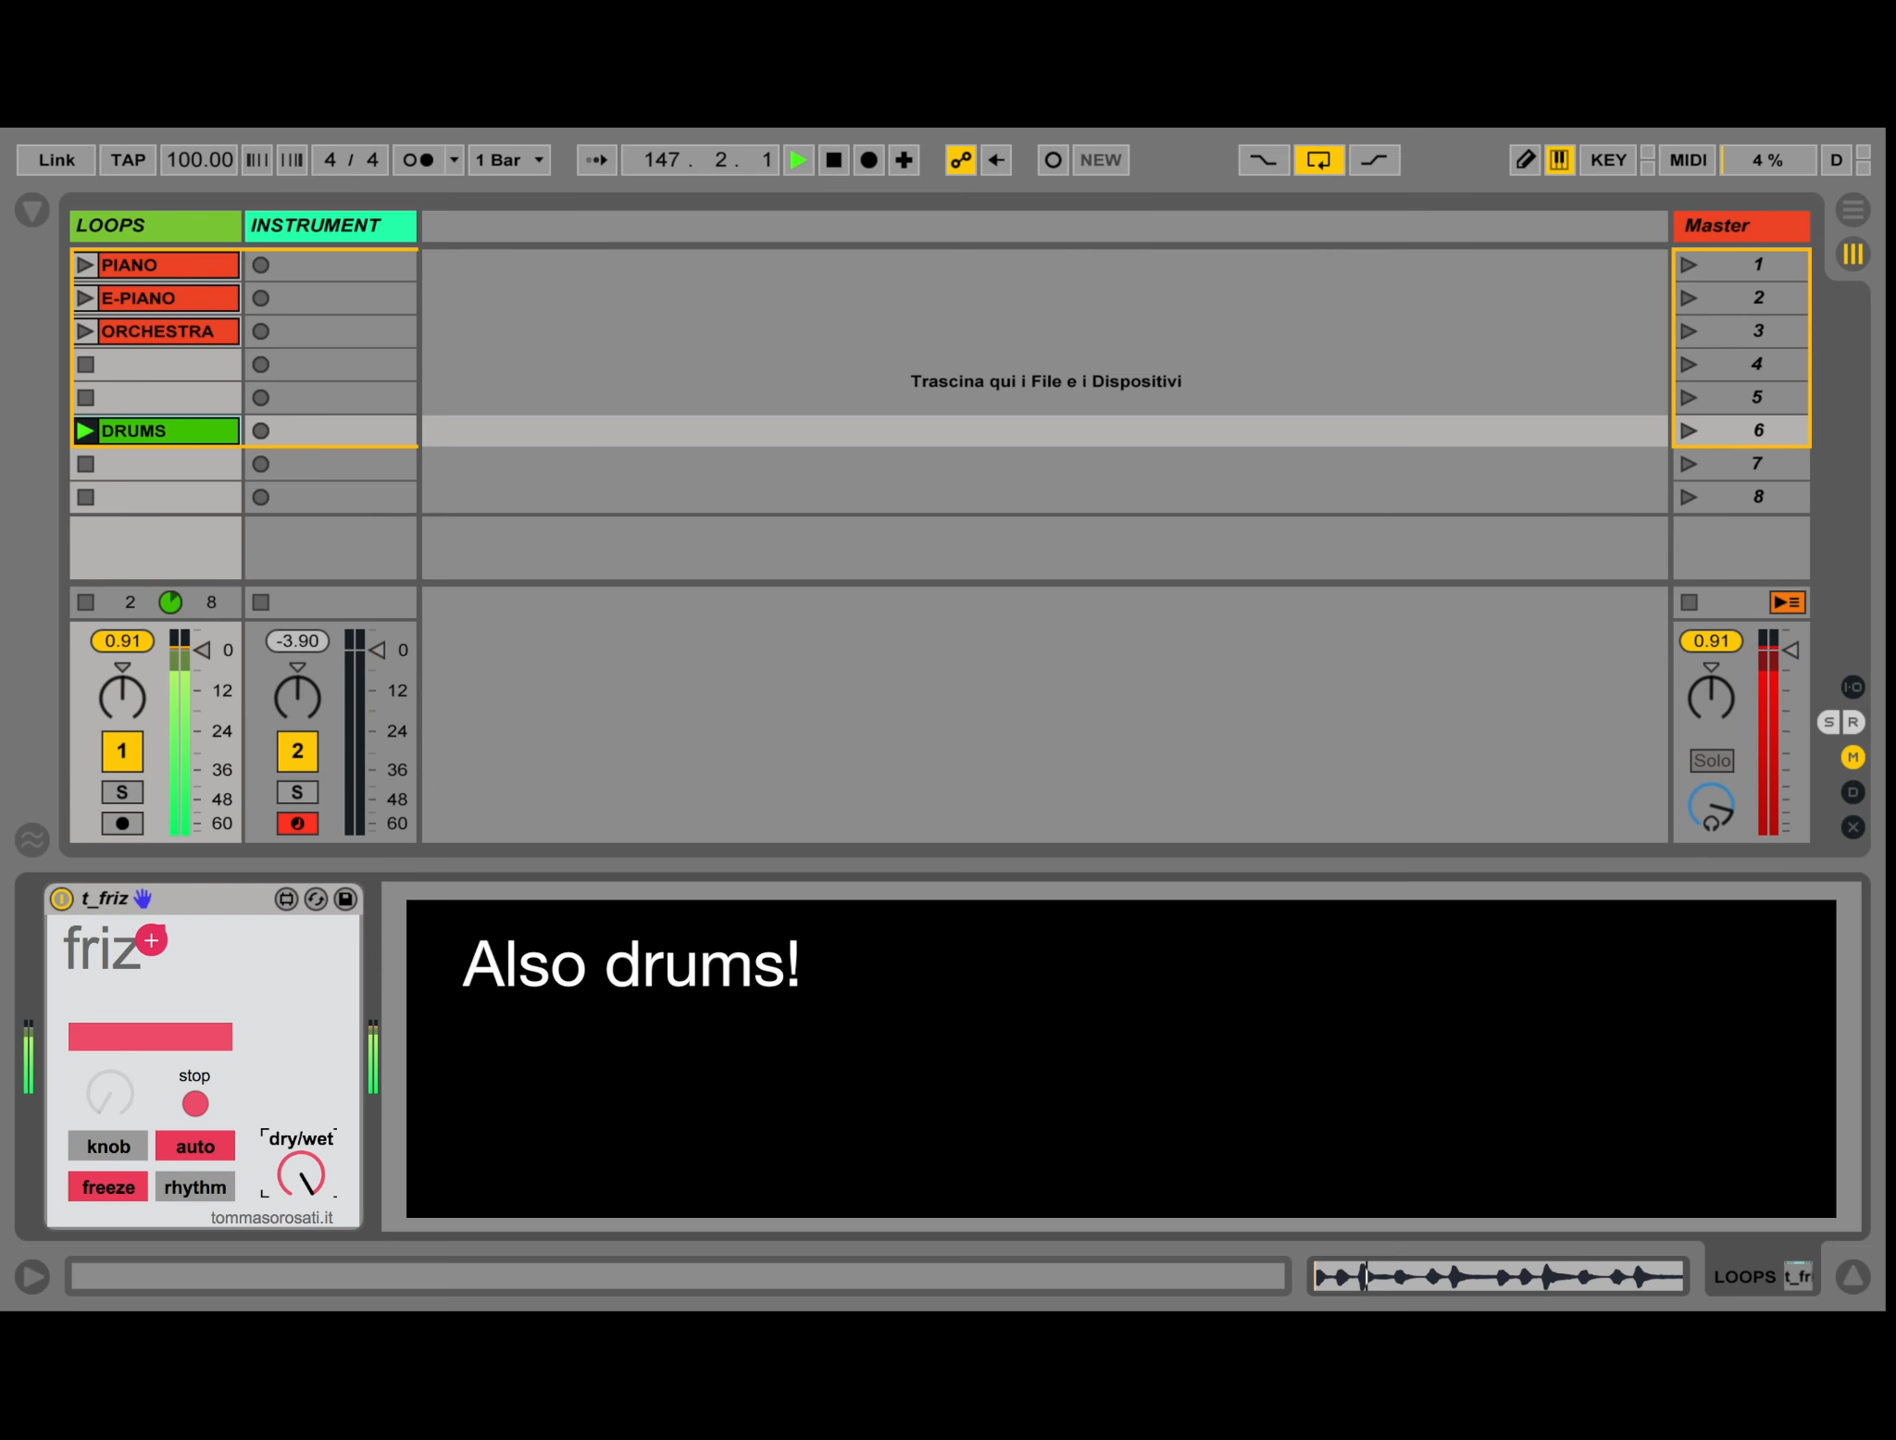 Link TAP 100.00 4 / 4 1 Bar 147. 2. 1 NEW KEY MIDI 4 % D
LOOPS INSTRUMENT Master
PIANO 1
E-PIANO 2
ORCHESTRA 3
Trascina qui i File e i Dispositivi
4
5
DRUMS 6
7
8
2 8
0.91 -3.90 0.91
0 0
12 12
24 24
1 2
36 36
S S Solo
48 48
60 60
I·O
S R
M
D
X
t_friz
friz +
Also drums!
stop
knob auto
dry/wet
freeze rhythm
tommasorosati.it
LOOPS t_fr